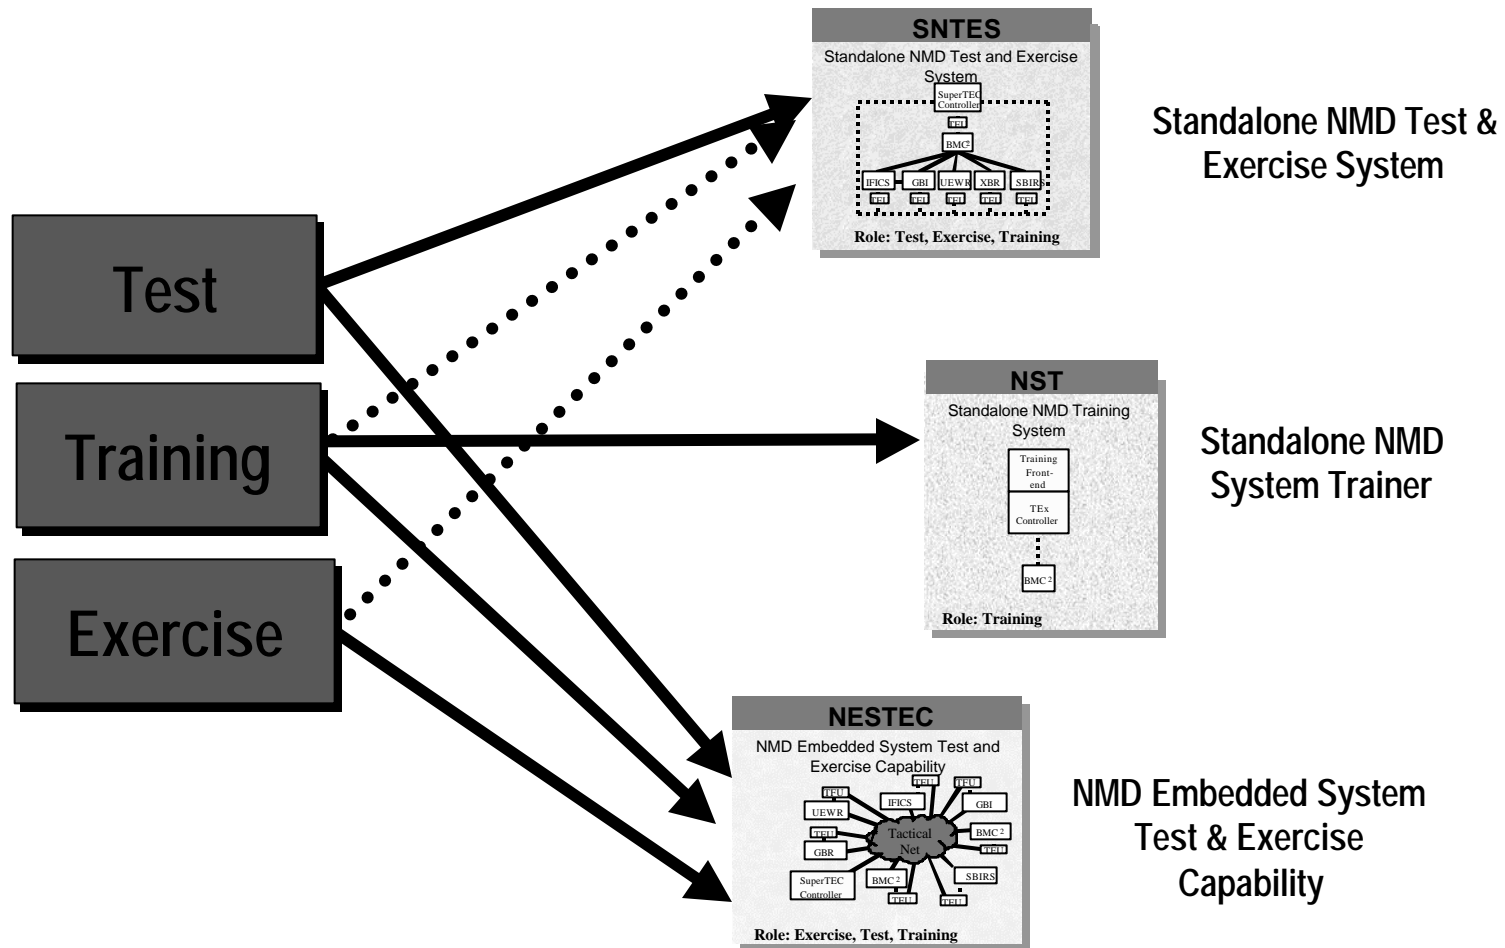 Test
Training
Exercise
SNTES
Standalone NMD Test and Exercise
System
SuperTEC
Controller
TEU
BMC2
IFICS GBI UEWR XBR SBIRS
TEU TEU TEU TEU TEU
Role: Test, Exercise, Training
Standalone NMD Test &
Exercise System
NST
Standalone NMD Training
System
Training
Front-
end
TEx
Controller
BMC 2
Role: Training
Standalone NMD
System Trainer
NESTEC
NMD Embedded System Test and
Exercise Capability
TEU TEU
TEU
IFICS GBI
UEWR
Tactical
Net
TEU
BMC 2
GBR
TEU
SuperTEC
Controller
BMC 2
SBIRS
TEU TEU
Role: Exercise, Test, Training
NMD Embedded System
Test & Exercise
Capability